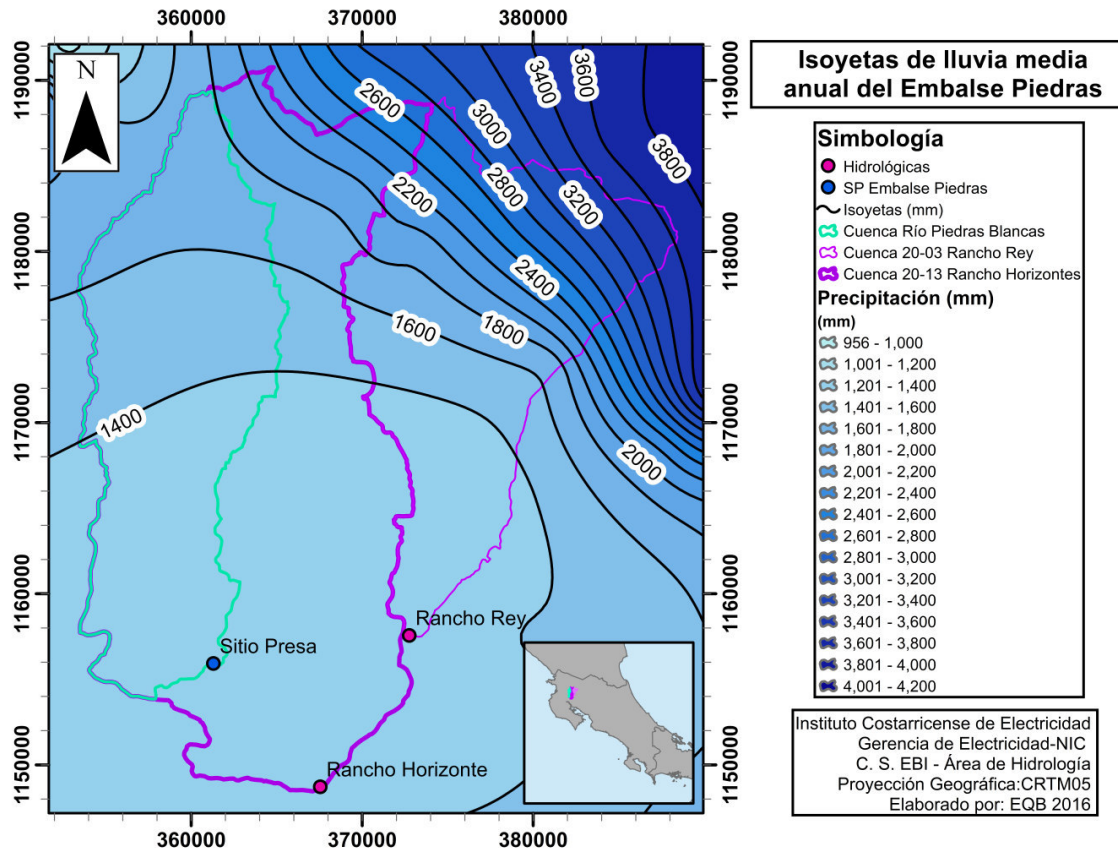 360000 370000 380000
1190000
1180000
1170000
1160000
1150000
N
2600
3400
3600
3000
3800
2800
2200
3200
2400
1600
1800
1400
2000
Rancho Rey
Sitio Presa
Rancho Horizonte
1190000
1180000
1170000
1160000
1150000
360000 370000 380000
Isoyetas de lluvia media
anual del Embalse Piedras
Simbología
Hidrológicas
SP Embalse Piedras
Isoyetas (mm)
Cuenca Río Piedras Blancas
Cuenca 20-03 Rancho Rey
Cuenca 20-13 Rancho Horizontes
Precipitación (mm)
(mm)
956 - 1,000
1,001 - 1,200
1,201 - 1,400
1,401 - 1,600
1,601 - 1,800
1,801 - 2,000
2,001 - 2,200
2,201 - 2,400
2,401 - 2,600
2,601 - 2,800
2,801 - 3,000
3,001 - 3,200
3,201 - 3,400
3,401 - 3,600
3,601 - 3,800
3,801 - 4,000
4,001 - 4,200
Instituto Costarricense de Electricidad
Gerencia de Electricidad-NIC
C. S. EBI - Área de Hidrología
Proyección Geográfica:CRTM05
Elaborado por: EQB 2016